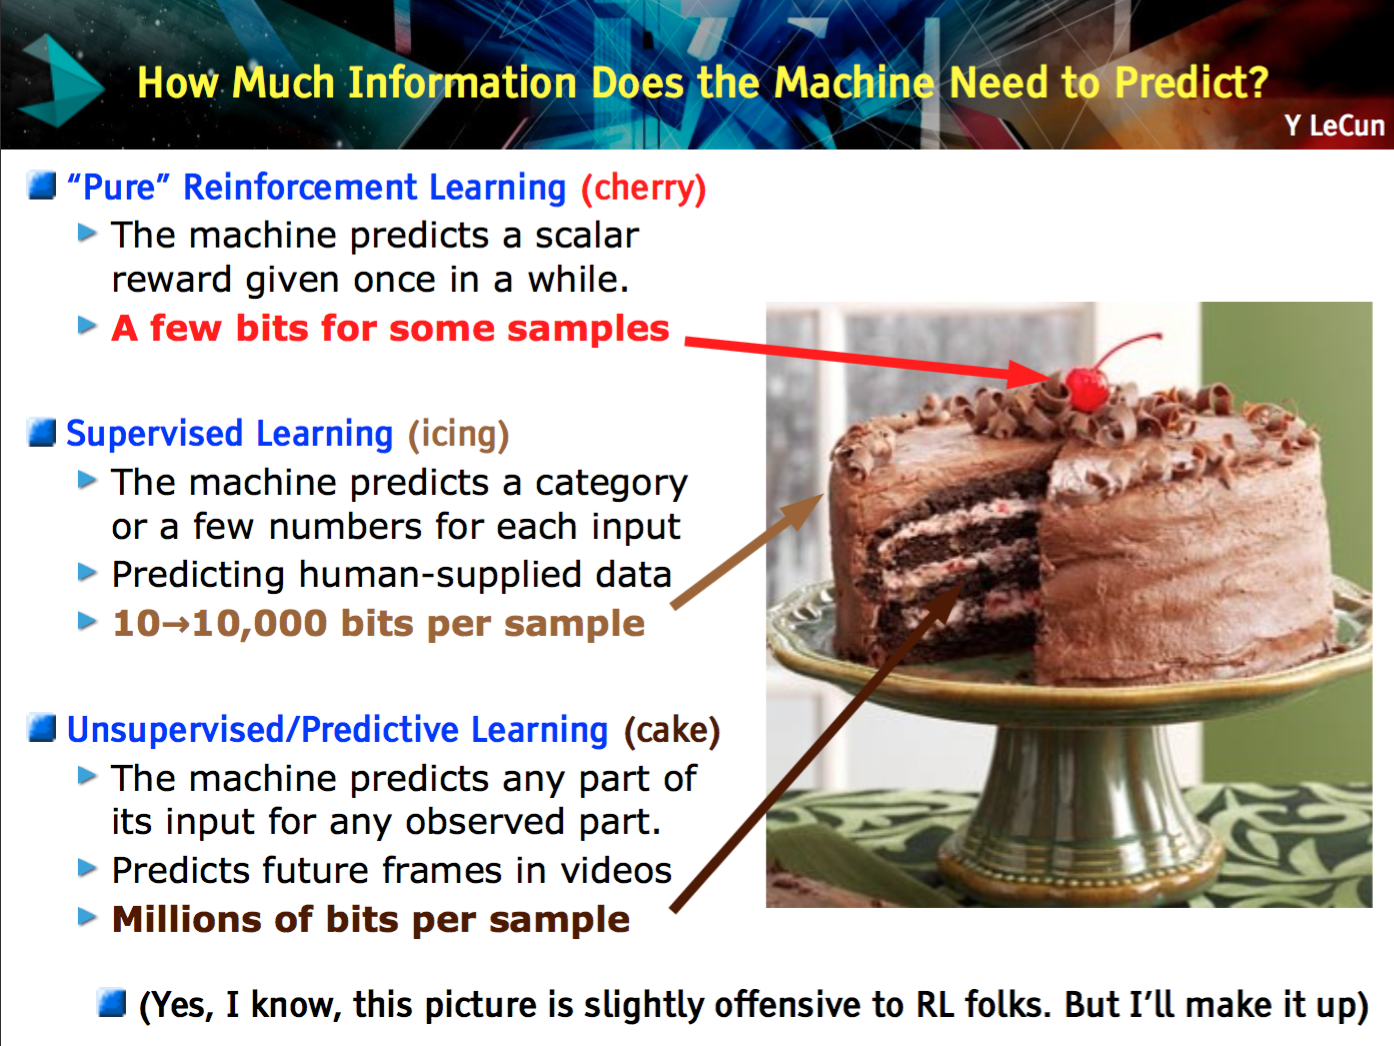 How Much Information Does the Machine Need to Predict?
Y LeCun
“Pure” Reinforcement Learning (cherry)
The machine predicts a scalar
reward given once in a while.
A few bits for some samples
Supervised Learning (icing)
The machine predicts a category
or a few numbers for each input
Predicting human-supplied data
10→10,000 bits per sample
Unsupervised/Predictive Learning (cake)
The machine predicts any part of
its input for any observed part.
Predicts future frames in videos
Millions of bits per sample
(Yes, I know, this picture is slightly offensive to RL folks. But I’ll make it up)